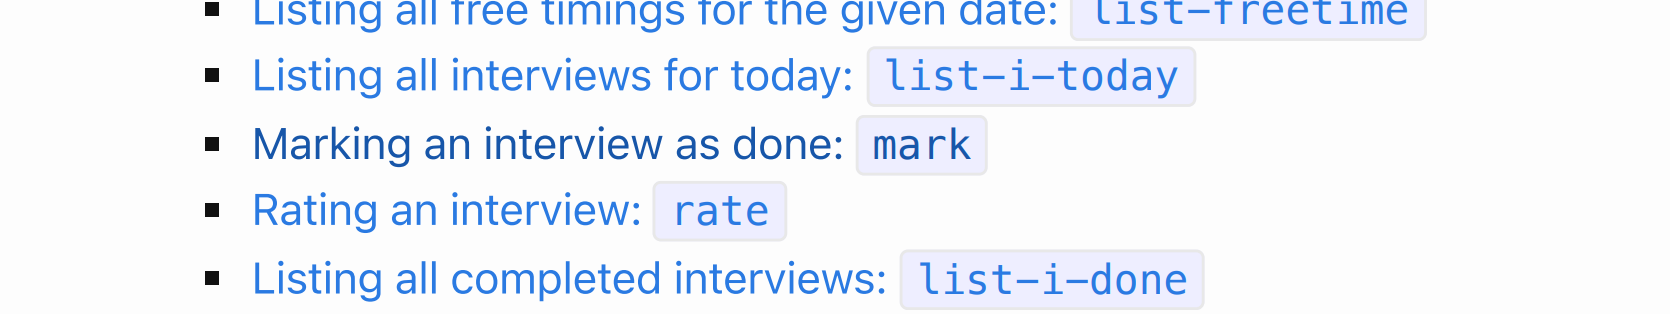 Listing all free timings for the given date: list-freetime
Listing all interviews for today: list-i-today
Marking an interview as done: mark
Rating an interview: rate
Listing all completed interviews: list-i-done